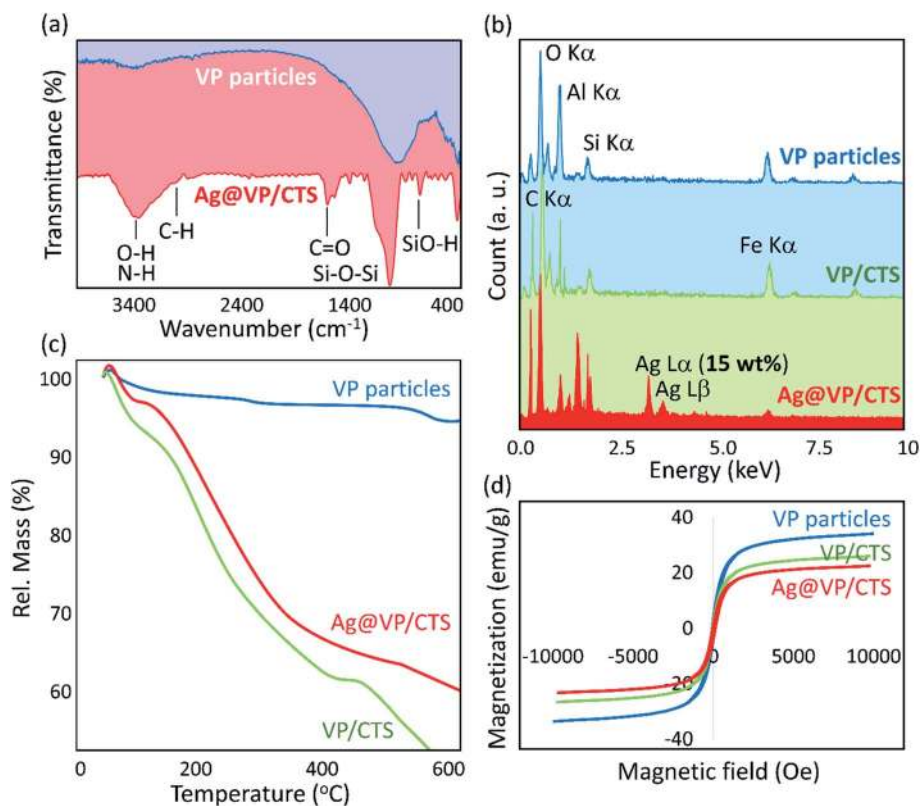 (a)
VP particles
Ag@VP/CTS
O-H
N-H
C-H
C=O
Si-O-Si
SiO-H
Transmittance (%)
3400 2400 1400 400
Wavenumber (cm⁻¹)
(b)
O Kα
Al Kα
Si Kα
VP particles
C Kα
Fe Kα
VP/CTS
Ag Lα (15 wt%)
Ag Lβ
Ag@VP/CTS
Count (a. u.)
0.0 2.5 5.0 7.5 10
Energy (keV)
(c)
100
90
80
70
60
VP particles
Ag@VP/CTS
VP/CTS
Rel. Mass (%)
0 200 400 600
Temperature (°C)
(d)
40
20
0
-20
-40
VP particles
VP/CTS
Ag@VP/CTS
Magnetization (emu/g)
-10000 -5000 0 5000 10000
Magnetic field (Oe)